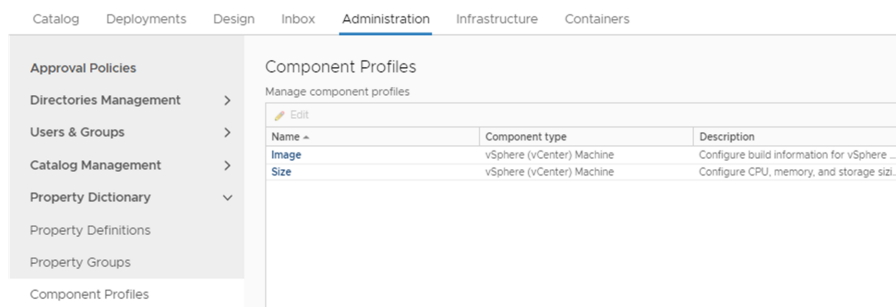 Catalog Deployments Design Inbox Administration Infrastructure Containers
Approval Policies
Directories Management
Users & Groups
Catalog Management
Property Dictionary
Property Definitions
Property Groups
Component Profiles
Component Profiles
Manage component profiles
Edit
Name Component type Description
Image vSphere (vCenter) Machine Configure build information for vSphere ...
Size vSphere (vCenter) Machine Configure CPU, memory, and storage sizi...